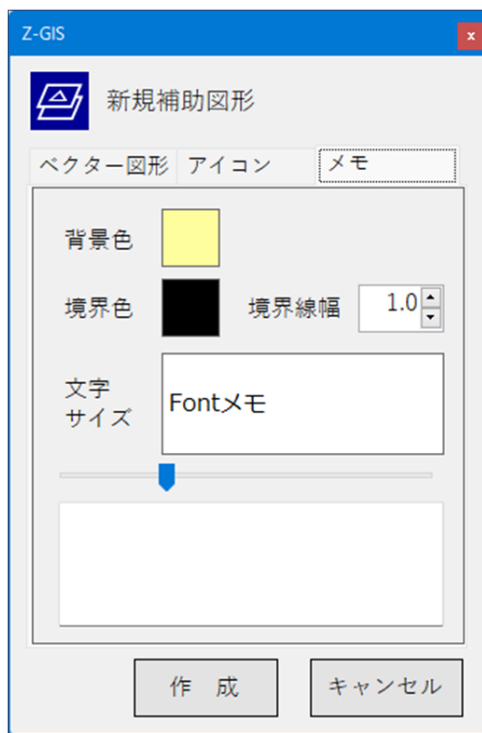 Z-GIS
x
新規補助図形
ベクター図形 アイコン メモ
背景色
境界色 境界線幅 1.0
文字
サイズ
Fontメモ
作 成 キャンセル